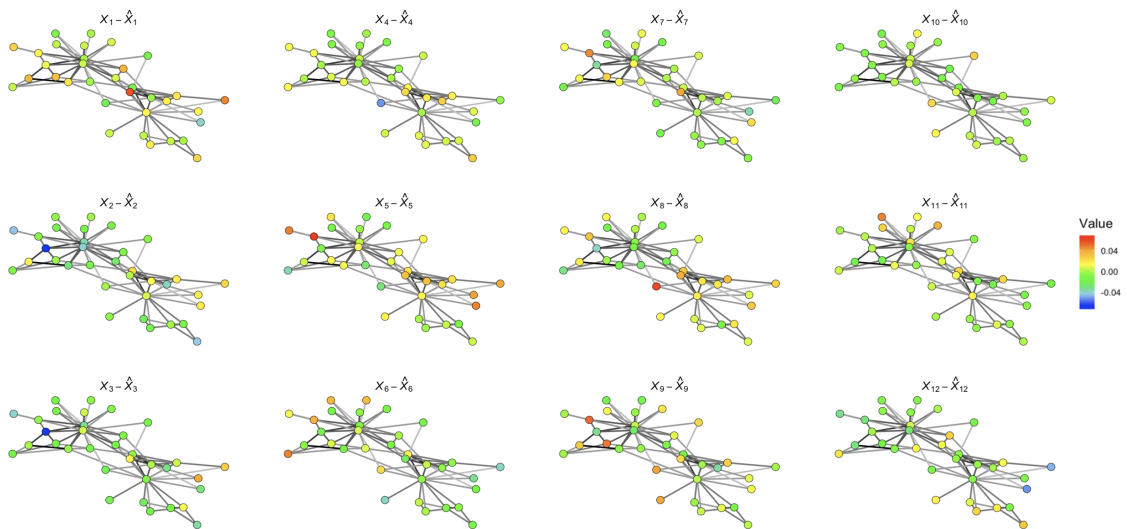 X₁ − X̂₁ X₄ − X̂₄ X₇ − X̂₇ X₁₀ − X̂₁₀
X₂ − X̂₂ X₅ − X̂₅ X₈ − X̂₈ X₁₁ − X̂₁₁
Value
0.04
0.00
-0.04
X₃ − X̂₃ X₆ − X̂₆ X₉ − X̂₉ X₁₂ − X̂₁₂